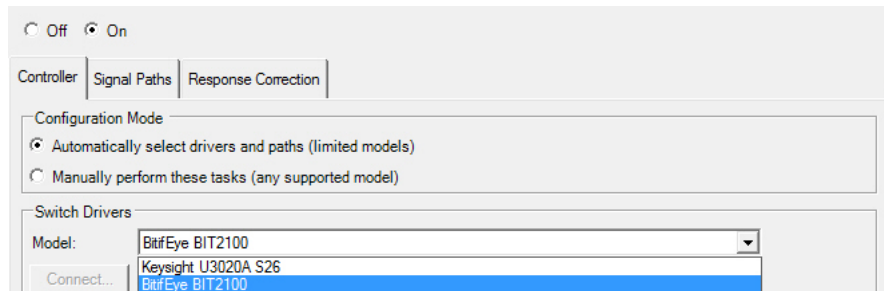 Off On
Controller Signal Paths Response Correction
Configuration Mode
Automatically select drivers and paths (limited models)
Manually perform these tasks (any supported model)
Switch Drivers
Model: BitifEye BIT2100
Keysight U3020A S26
Connect... BitifEye BIT2100